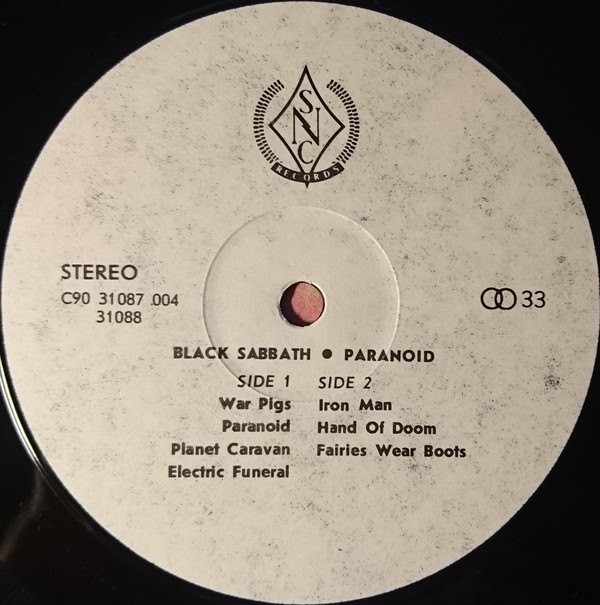 SNC
RECORDS
STEREO
C90 31087 .004
31088
33
BLACK SABBATH ● PARANOID
SIDE 1 SIDE 2
War Pigs Iron Man
Paranoid Hand Of Doom
Planet Caravan Fairies Wear Boots
Electric Funeral